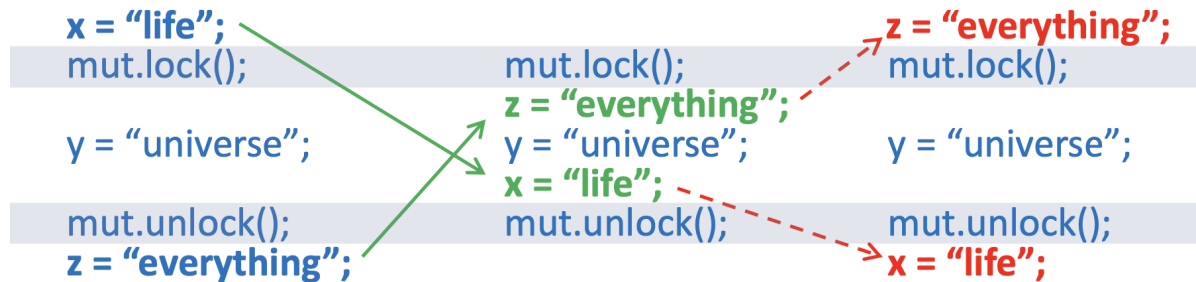 x = “life”;
mut.lock();
y = “universe”;
mut.unlock();
z = “everything”;
mut.lock();
z = “everything”;
y = “universe”;
x = “life”;
mut.unlock();
z = “everything”;
mut.lock();
y = “universe”;
mut.unlock();
x = “life”;